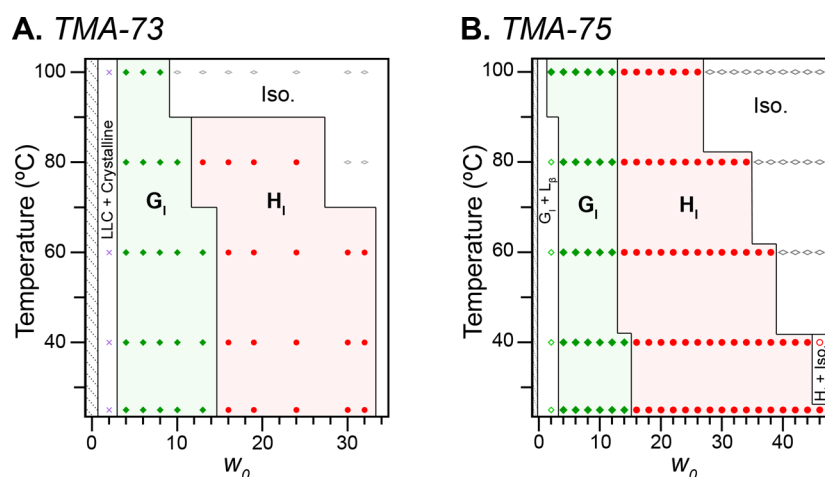 A. TMA-73
Temperature (ºC)
100
80
60
40
0
10
20
30
w0
LLC + Crystalline
GI
HI
Iso.
B. TMA-75
Temperature (ºC)
100
80
60
40
0
10
20
30
40
w0
GI + Lβ
GI
HI
Iso.
HI + Iso.